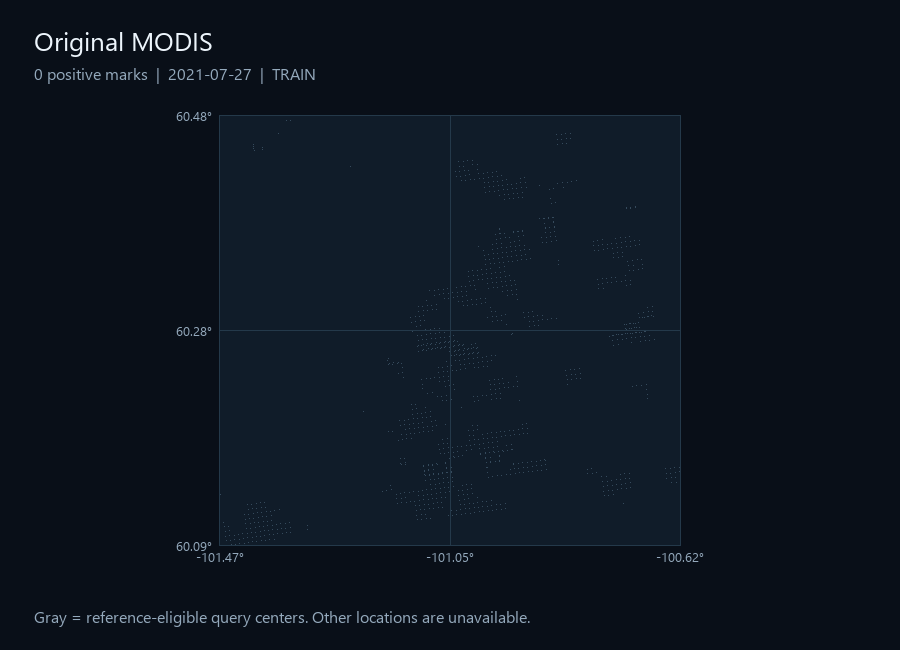 Original MODIS
0 positive marks | 2021-07-27 | TRAIN
60.48°
60.28°
60.09°
-101.47°
-101.05°
-100.62°
Gray = reference-eligible query centers. Other locations are unavailable.